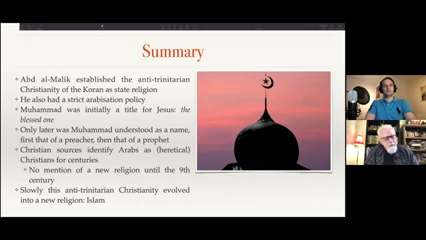 Summary
Abd al-Malik established the anti-trinitarian
Christianity of the Koran as state religion
He also had a strict arabisation policy
Muhammad was initially a title for Jesus: the
blessed one
Only later was Muhammad understood as a name,
first that of a preacher, then that of a prophet
Christian sources identify Arabs as (heretical)
Christians for centuries
No mention of a new religion until the 9th
century
Slowly this anti-trinitarian Christianity evolved
into a new religion: Islam